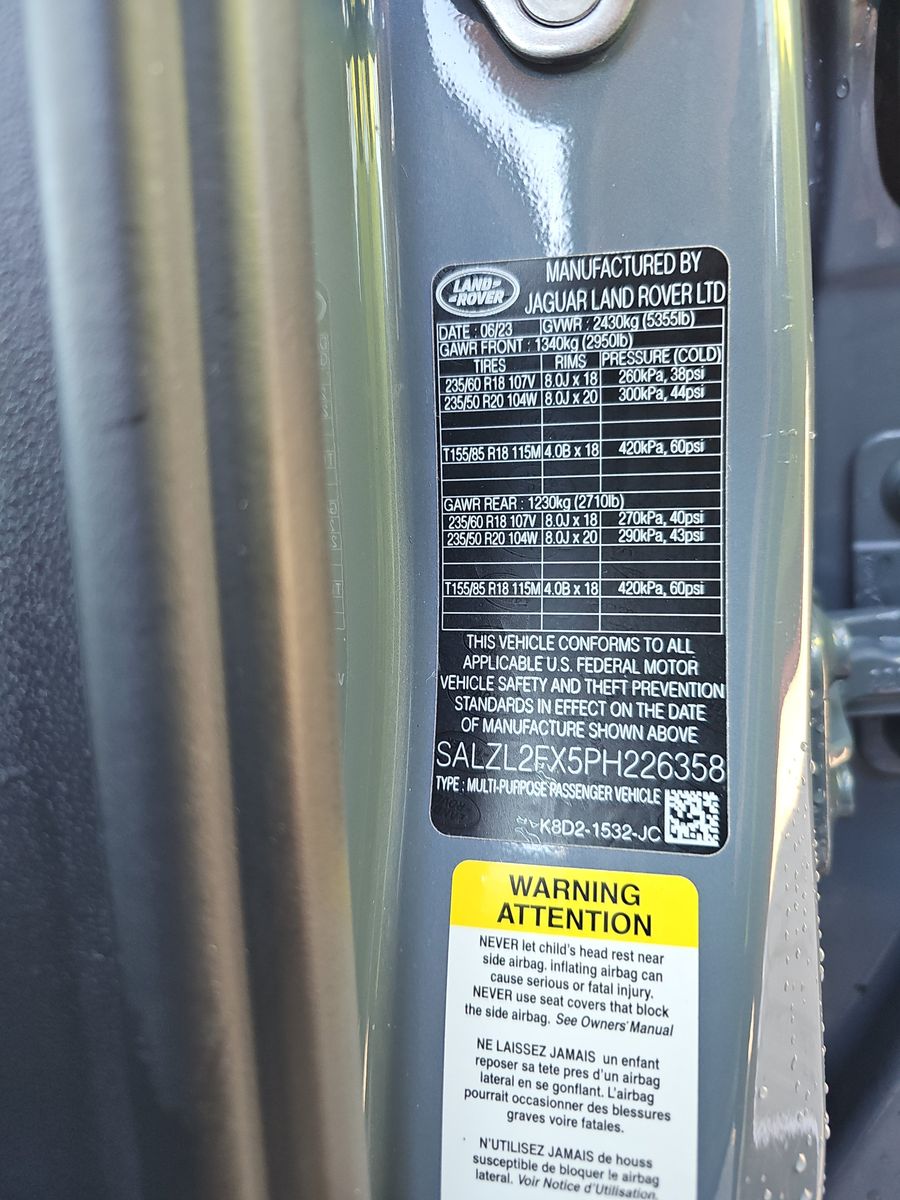 LAND-
-ROVER
MANUFACTURED BY
JAGUAR LAND ROVER LTD
DATE : 06/23 GVWR : 2430kg (5355lb)
GAWR FRONT : 1340kg (2950lb)
TIRES RIMS PRESSURE (COLD)
235/60 R18 107V 8.0J x 18 260kPa, 38psi
235/50 R20 104W 8.0J x 20 300kPa, 44psi
T155/85 R18 115M 4.0B x 18 420kPa, 60psi
GAWR REAR : 1230kg (2710lb)
235/60 R18 107V 8.0J x 18 270kPa, 40psi
235/50 R20 104W 8.0J x 20 290kPa, 43psi
T155/85 R18 115M 4.0B x 18 420kPa, 60psi
THIS VEHICLE CONFORMS TO ALL
APPLICABLE U.S. FEDERAL MOTOR
VEHICLE SAFETY AND THEFT PREVENTION
STANDARDS IN EFFECT ON THE DATE
OF MANUFACTURE SHOWN ABOVE
SALZL2FX5PH226358
TYPE : MULTI-PURPOSE PASSENGER VEHICLE
K8D2-1532-JC
WARNING
ATTENTION
NEVER let child's head rest near
side airbag. inflating airbag can
cause serious or fatal injury.
NEVER use seat covers that block
the side airbag. See Owners' Manual
NE LAISSEZ JAMAIS un enfant
reposer sa tete pres d'un airbag
lateral en se gonflant. L'airbag
pourrait occasionner des blessures
graves voire fatales.
N'UTILISEZ JAMAIS de houss
susceptible de bloquer le airbag
lateral. Voir Notice d'Utilisation.